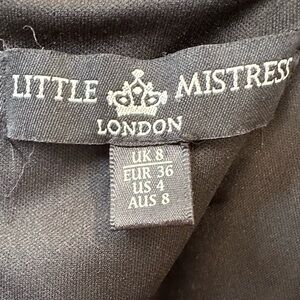 LITTLE MISTRESS
LONDON
UK 8
EUR 36
US 4
AUS 8